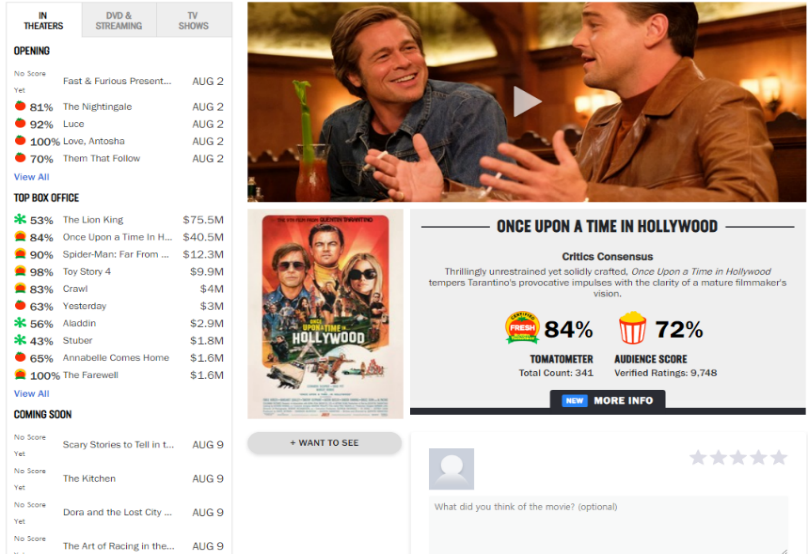 IN THEATERS
DVD & STREAMING
TV SHOWS
OPENING
No Score Yet Fast & Furious Present... AUG 2
81% The Nightingale AUG 2
92% Luce AUG 2
100% Love, Antosha AUG 2
70% Them That Follow AUG 2
View All
TOP BOX OFFICE
53% The Lion King $75.5M
84% Once Upon a Time In H... $40.5M
90% Spider-Man: Far From ... $12.3M
98% Toy Story 4 $9.9M
83% Crawl $4M
63% Yesterday $3M
56% Aladdin $2.9M
43% Stuber $1.8M
65% Annabelle Comes Home $1.6M
100% The Farewell $1.6M
View All
COMING SOON
No Score Yet Scary Stories to Tell in t... AUG 9
No Score Yet The Kitchen AUG 9
No Score Yet Dora and the Lost City ... AUG 9
No Score The Art of Racing in the... AUG 9
ONCE UPON A TIME IN
HOLLYWOOD
+ WANT TO SEE
ONCE UPON A TIME IN HOLLYWOOD
Critics Consensus
Thrillingly unrestrained yet solidly crafted, Once Upon a Time in Hollywood
tempers Tarantino's provocative impulses with the clarity of a mature filmmaker's
vision.
CERTIFIED
FRESH
84% 72%
TOMATOMETER AUDIENCE SCORE
Total Count: 341 Verified Ratings: 9,748
NEW MORE INFO
What did you think of the movie? (optional)